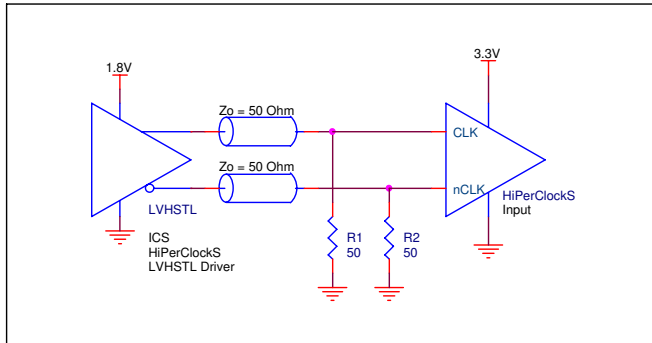 1.8V
3.3V
Zo = 50 Ohm
CLK
Zo = 50 Ohm
nCLK
LVHSTL
HiPerClockS
Input
ICS
HiPerClockS
LVHSTL Driver
R1
50
R2
50